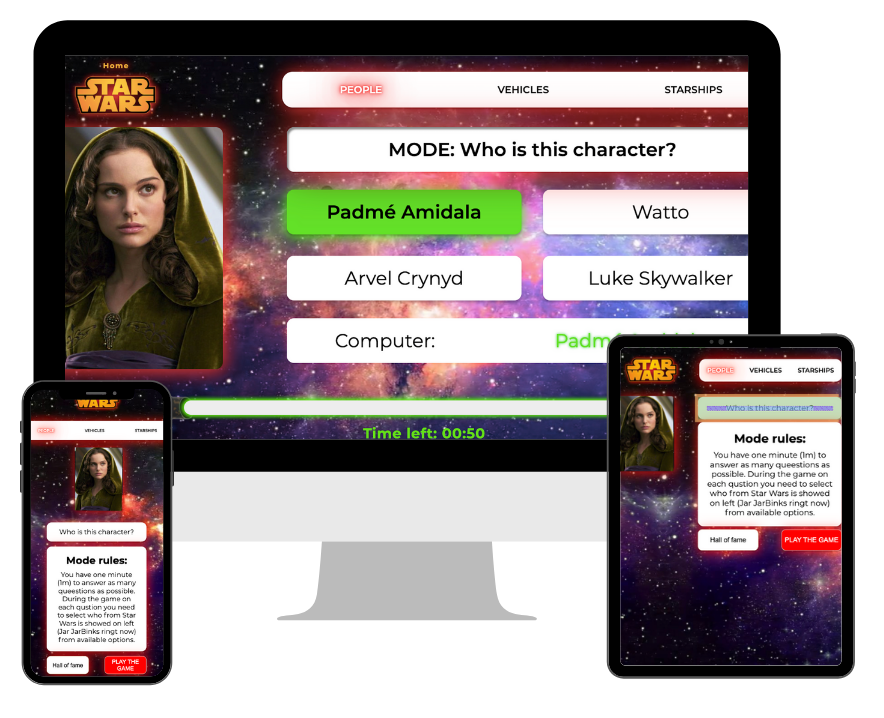 Home
STAR
WARS
PEOPLE
VEHICLES
STARSHIPS
MODE: Who is this character?
Padmé Amidala
Watto
Arvel Crynyd
Luke Skywalker
Computer:
Time left: 00:50
WARS
PEOPLE
VEHICLES
STARSHIPS
Who is this character?
Mode rules:
You have one minute
(1m) to answer as many
queestions as possible.
During the game on
each qustion you need
to select who from Star
Wars is showed on left
(Jar JarBinks ringt now)
from available options.
Hall of fame
PLAY THE
GAME
STAR
WARS
PEOPLE
VEHICLES
STARSHIPS
Who is this character?
Mode rules:
You have one minute (1m) to
answer as many queestions as
possible. During the game on
each qustion you need to select
who from Star Wars is showed
on left (Jar JarBinks ringt now)
from available options.
Hall of fame
PLAY THE GAME